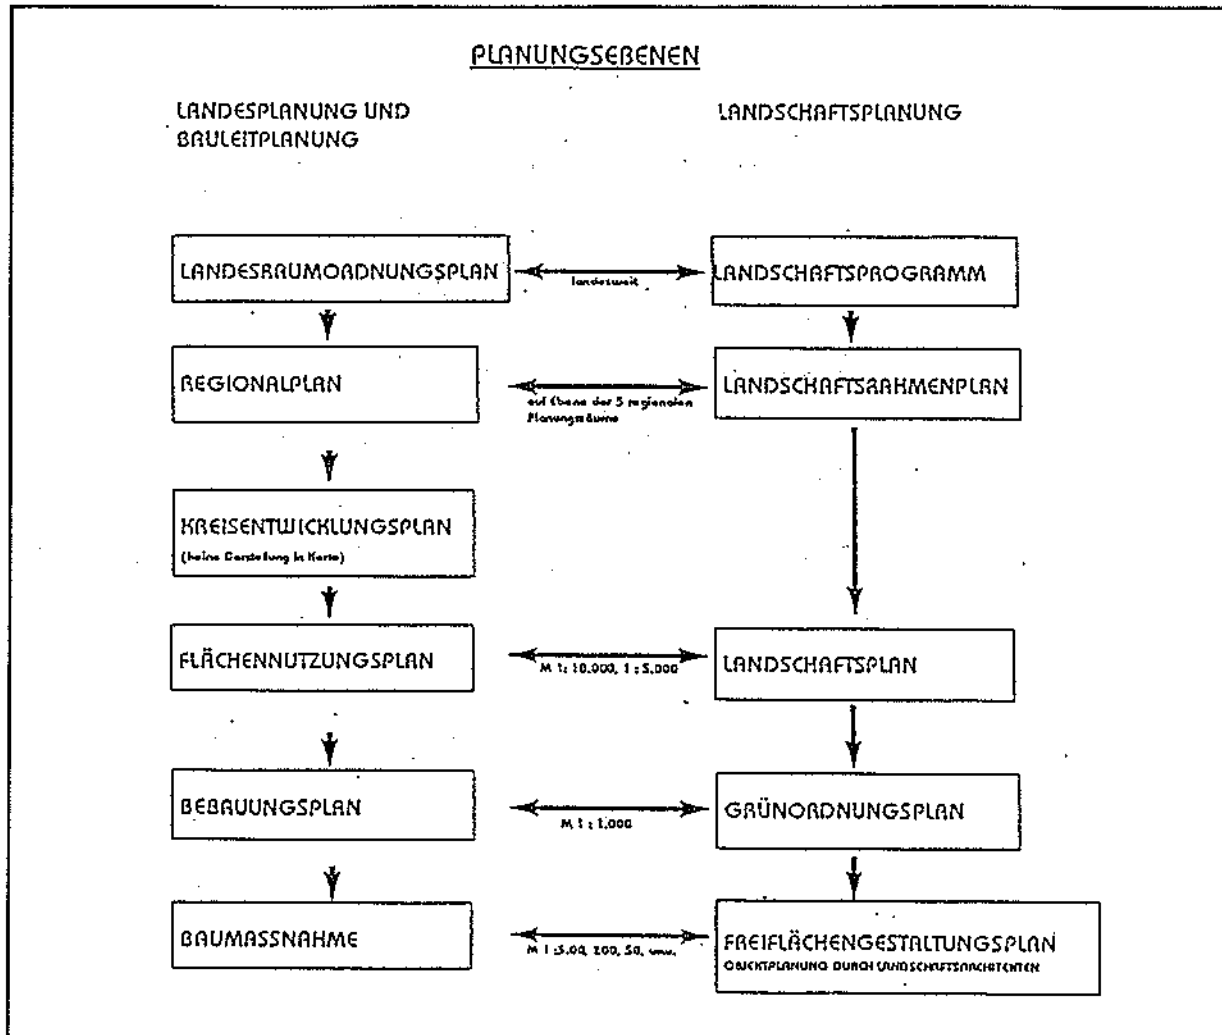 PLANUNGSEBENEN
LANDESPLANUNG UND
BAULEITPLANUNG
LANDSCHAFTSPLANUNG
LANDESRAUMORDNUNGSPLAN
landesweit
LANDSCHAFTSPROGRAMM
REGIONALPLAN
auf Ebene der 5 regionalen
Planungsräume
LANDSCHAFTSRAHMENPLAN
KREISENTWICKLUNGSPLAN
(keine Darstellung in Karte)
FLÄCHENNUTZUNGSPLAN
M 1: 10.000, 1 : 5.000
LANDSCHAFTSPLAN
BEBAUUNGSPLAN
M 1 : 1.000
GRÜNORDNUNGSPLAN
BAUMASSNAHME
M 1 :500, 200, 50, usw.
FREIFLÄCHENGESTALTUNGSPLAN
OBJEKTPLANUNG DURCH LANDSCHAFTSARCHITEKTEN